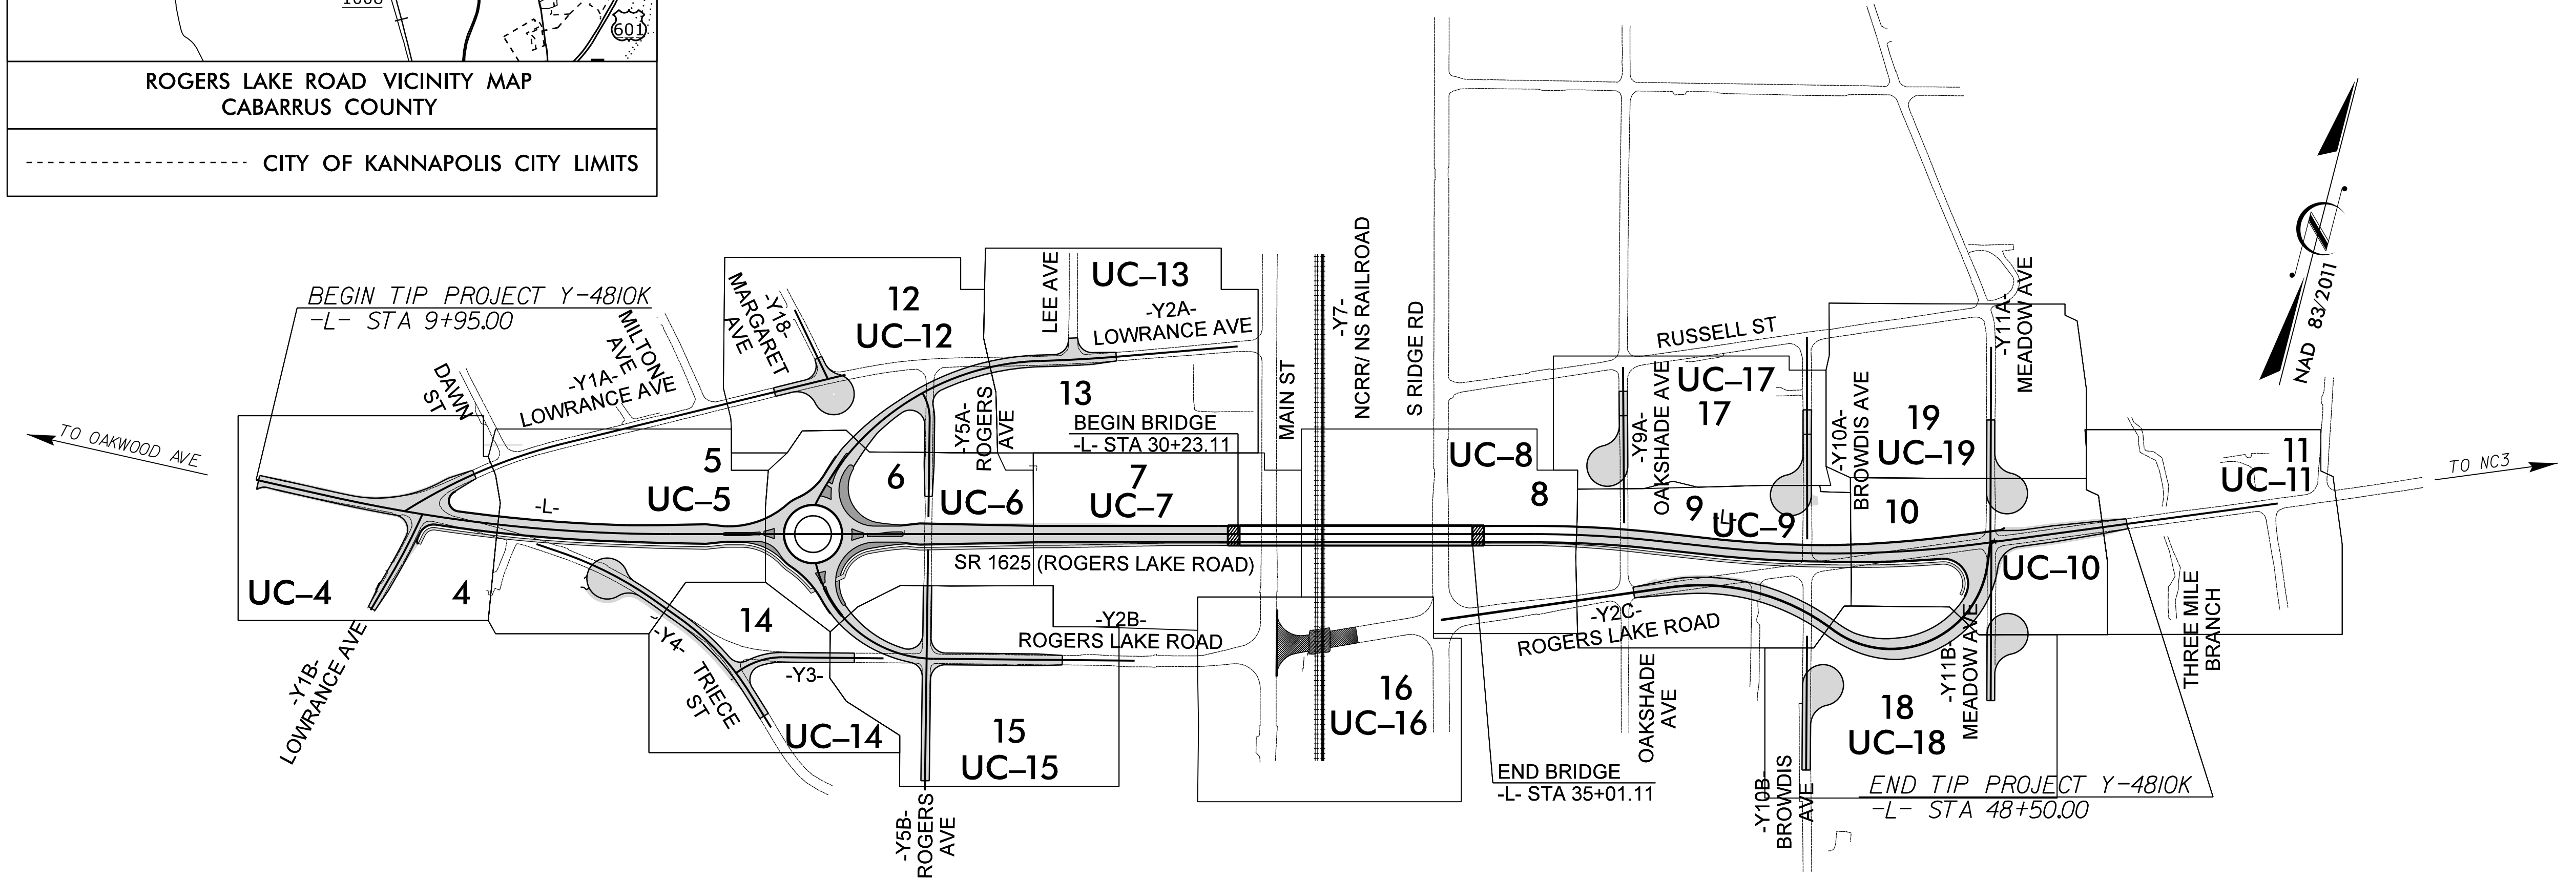 601
ROGERS LAKE ROAD VICINITY MAP
CABARRUS COUNTY
CITY OF KANNAPOLIS CITY LIMITS
BEGIN TIP PROJECT Y-4810K
-L- STA 9+95.00
TO OAKWOOD AVE
DAWN
ST
MILTON
AVE
-Y1A-
LOWRANCE AVE
-Y18-
MARGARET
AVE
12
UC-12
LEE AVE
UC-13
-Y2A-
LOWRANCE AVE
13
-Y5A-
ROGERS
AVE
BEGIN BRIDGE
-L- STA 30+23.11
MAIN ST
-Y7-
NCRR/ NS RAILROAD
S RIDGE RD
RUSSELL ST
UC-17
17
-Y9A-
OAKSHADE AVE
-Y10A-
BROWDIS AVE
19
UC-19
-Y11A-
MEADOW AVE
NAD 83/2011
11
UC-11
TO NC3
UC-4
4
-Y1B-
LOWRANCE AVE
5
UC-5
-L-
6
UC-6
7
UC-7
SR 1625 (ROGERS LAKE ROAD)
UC-8
8
9
-L-
UC-9
10
UC-10
14
UC-14
-Y4-
TRIECE
ST
-Y3-
-Y2B-
ROGERS LAKE ROAD
15
UC-15
-Y5B-
ROGERS
AVE
16
UC-16
-Y2C-
ROGERS LAKE ROAD
OAKSHADE
AVE
END BRIDGE
-L- STA 35+01.11
-Y10B-
BROWDIS
AVE
18
UC-18
-Y11B-
MEADOW AVE
THREE MILE
BRANCH
END TIP PROJECT Y-4810K
-L- STA 48+50.00